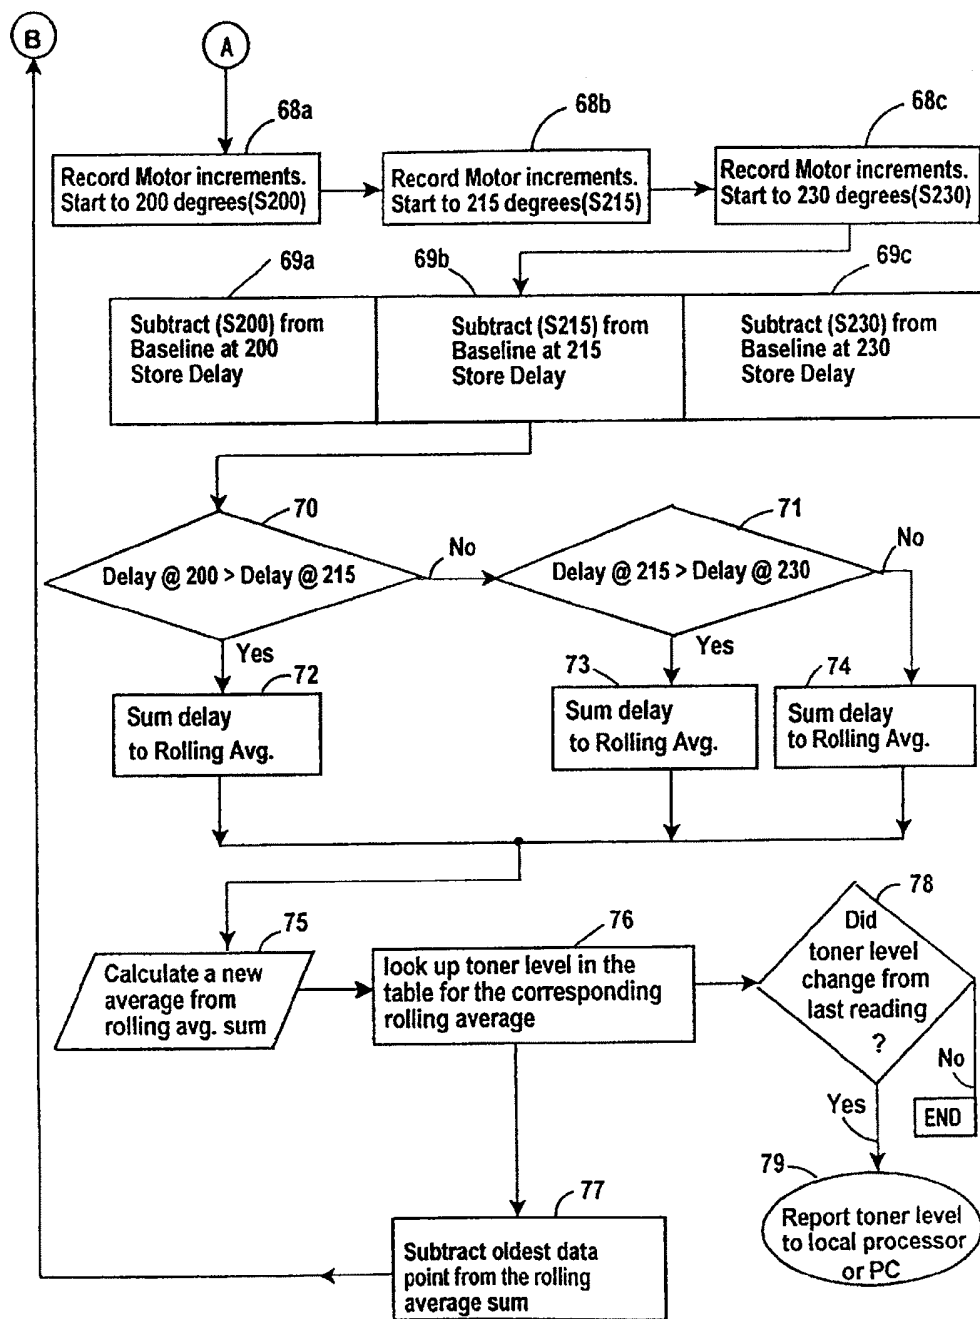 B
A
68a
68b
68c
Record Motor increments.
Start to 200 degrees(S200)
Record Motor increments.
Start to 215 degrees(S215)
Record Motor increments.
Start to 230 degrees(S230)
69a
69b
69c
Subtract (S200) from
Baseline at 200
Store Delay
Subtract (S215) from
Baseline at 215
Store Delay
Subtract (S230) from
Baseline at 230
Store Delay
70
71
Delay @ 200 > Delay @ 215
No
Delay @ 215 > Delay @ 230
No
Yes
Yes
72
73
74
Sum delay
to Rolling Avg.
Sum delay
to Rolling Avg.
Sum delay
to Rolling Avg.
75
76
78
Calculate a new
average from
rolling avg. sum
look up toner level in the
table for the corresponding
rolling average
Did
toner level
change from
last reading
?
No
Yes
END
77
79
Subtract oldest data
point from the rolling
average sum
Report toner level
to local processor
or PC